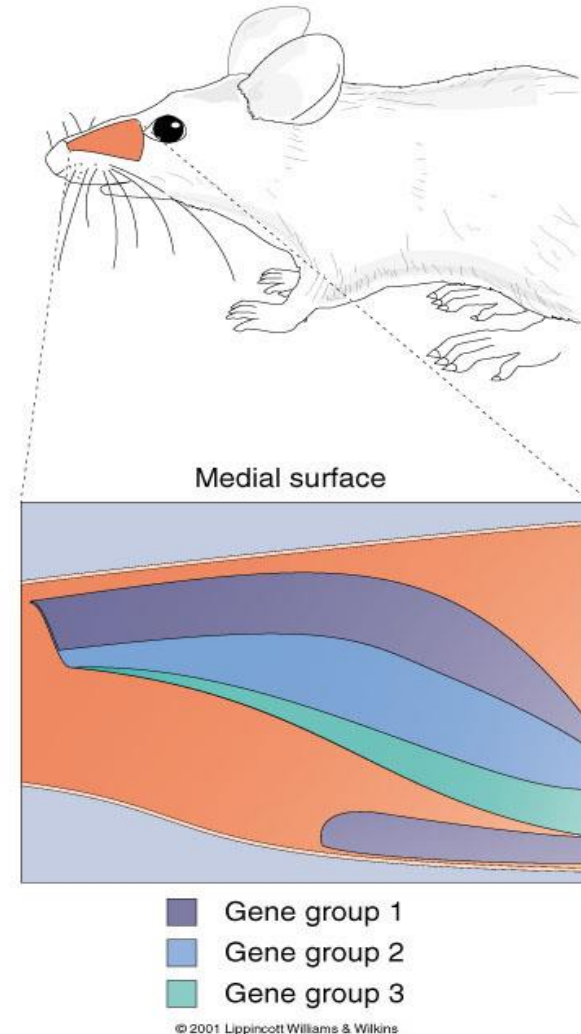 Medial surface
Gene group 1
Gene group 2
Gene group 3
© 2001 Lippincott Williams & Wilkins